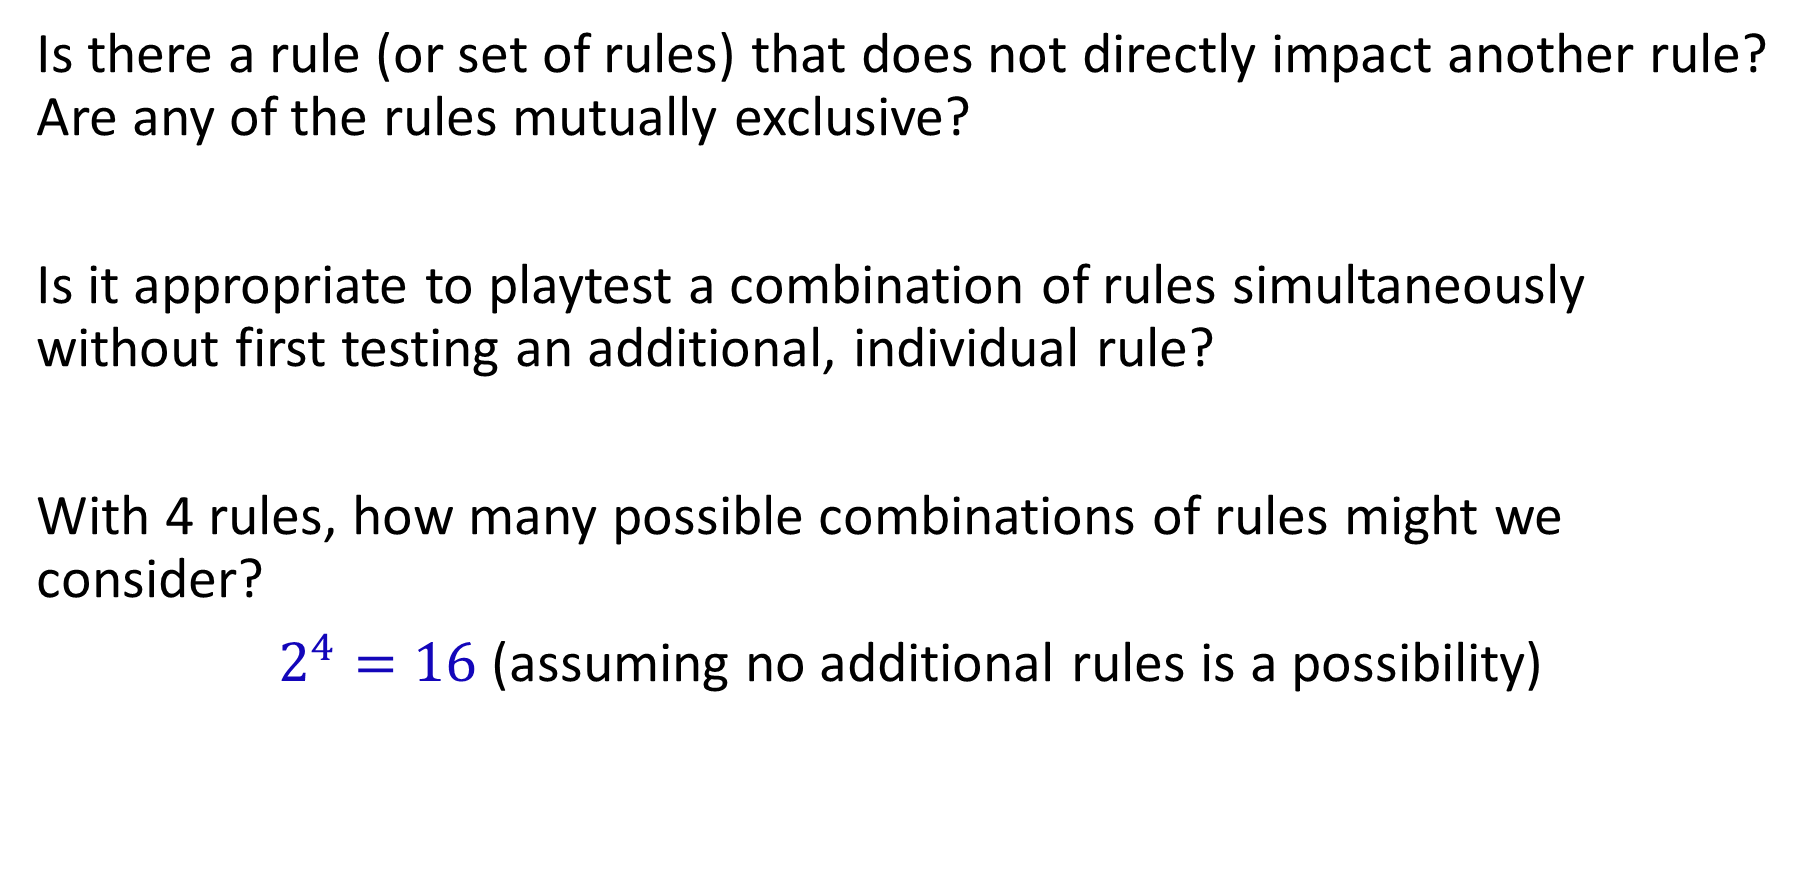 Is there a rule (or set of rules) that does not directly impact another rule?
Are any of the rules mutually exclusive?
Is it appropriate to playtest a combination of rules simultaneously
without first testing an additional, individual rule?
With 4 rules, how many possible combinations of rules might we
consider?
2⁴ = 16 (assuming no additional rules is a possibility)